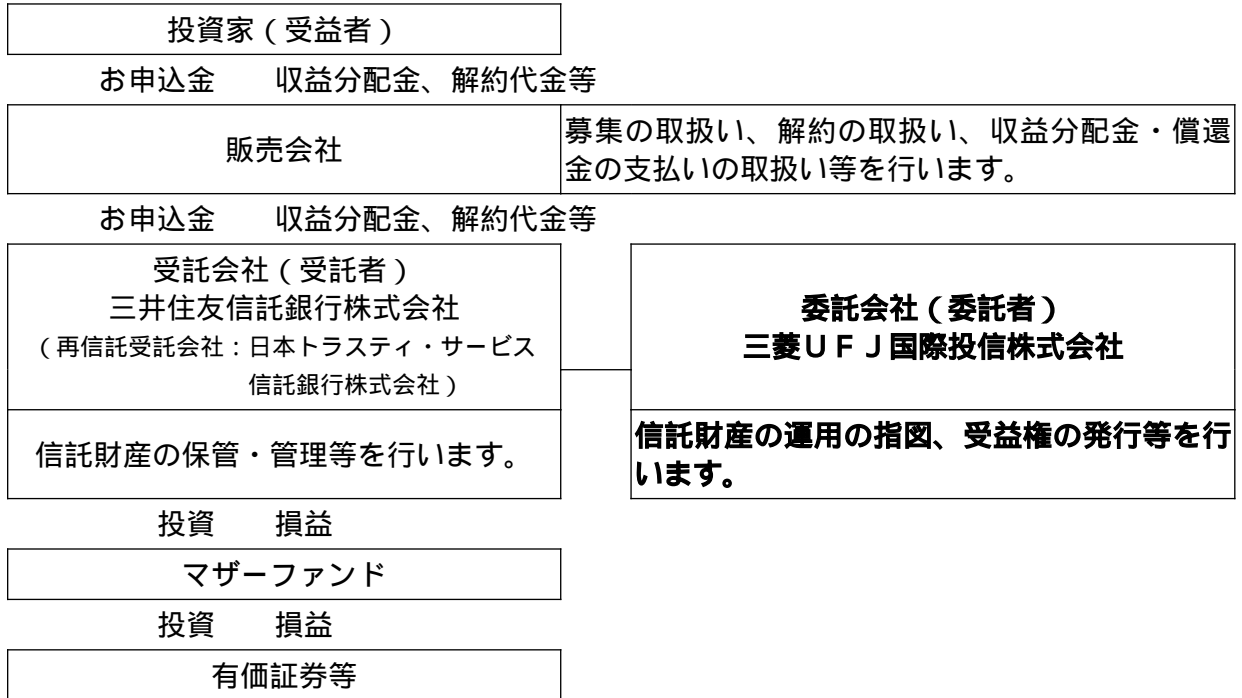 投資家(受益者)
お申込金　　収益分配金、解約代金等
販売会社
募集の取扱い、解約の取扱い、収益分配金・償還
金の支払いの取扱い等を行います。
お申込金　　収益分配金、解約代金等
受託会社(受託者)
三井住友信託銀行株式会社
(再信託受託会社:日本トラスティ・サービス
信託銀行株式会社)
委託会社(委託者)
三菱UFJ国際投信株式会社
信託財産の保管・管理等を行います。
信託財産の運用の指図、受益権の発行等を行
います。
投資　　損益
マザーファンド
投資　　損益
有価証券等